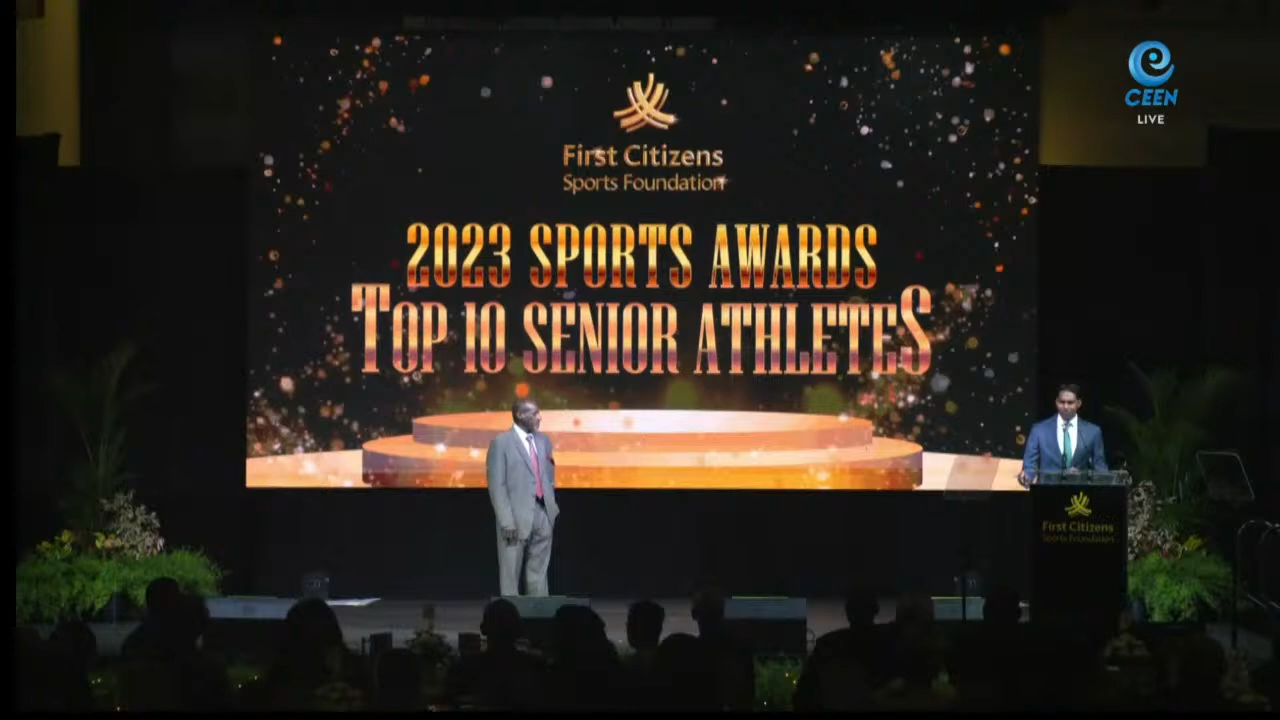 CEEN
LIVE
First Citizens
Sports Foundation
2023 SPORTS AWARDS
TOP 10 SENIOR ATHLETES
First Citizens
Sports Foundation